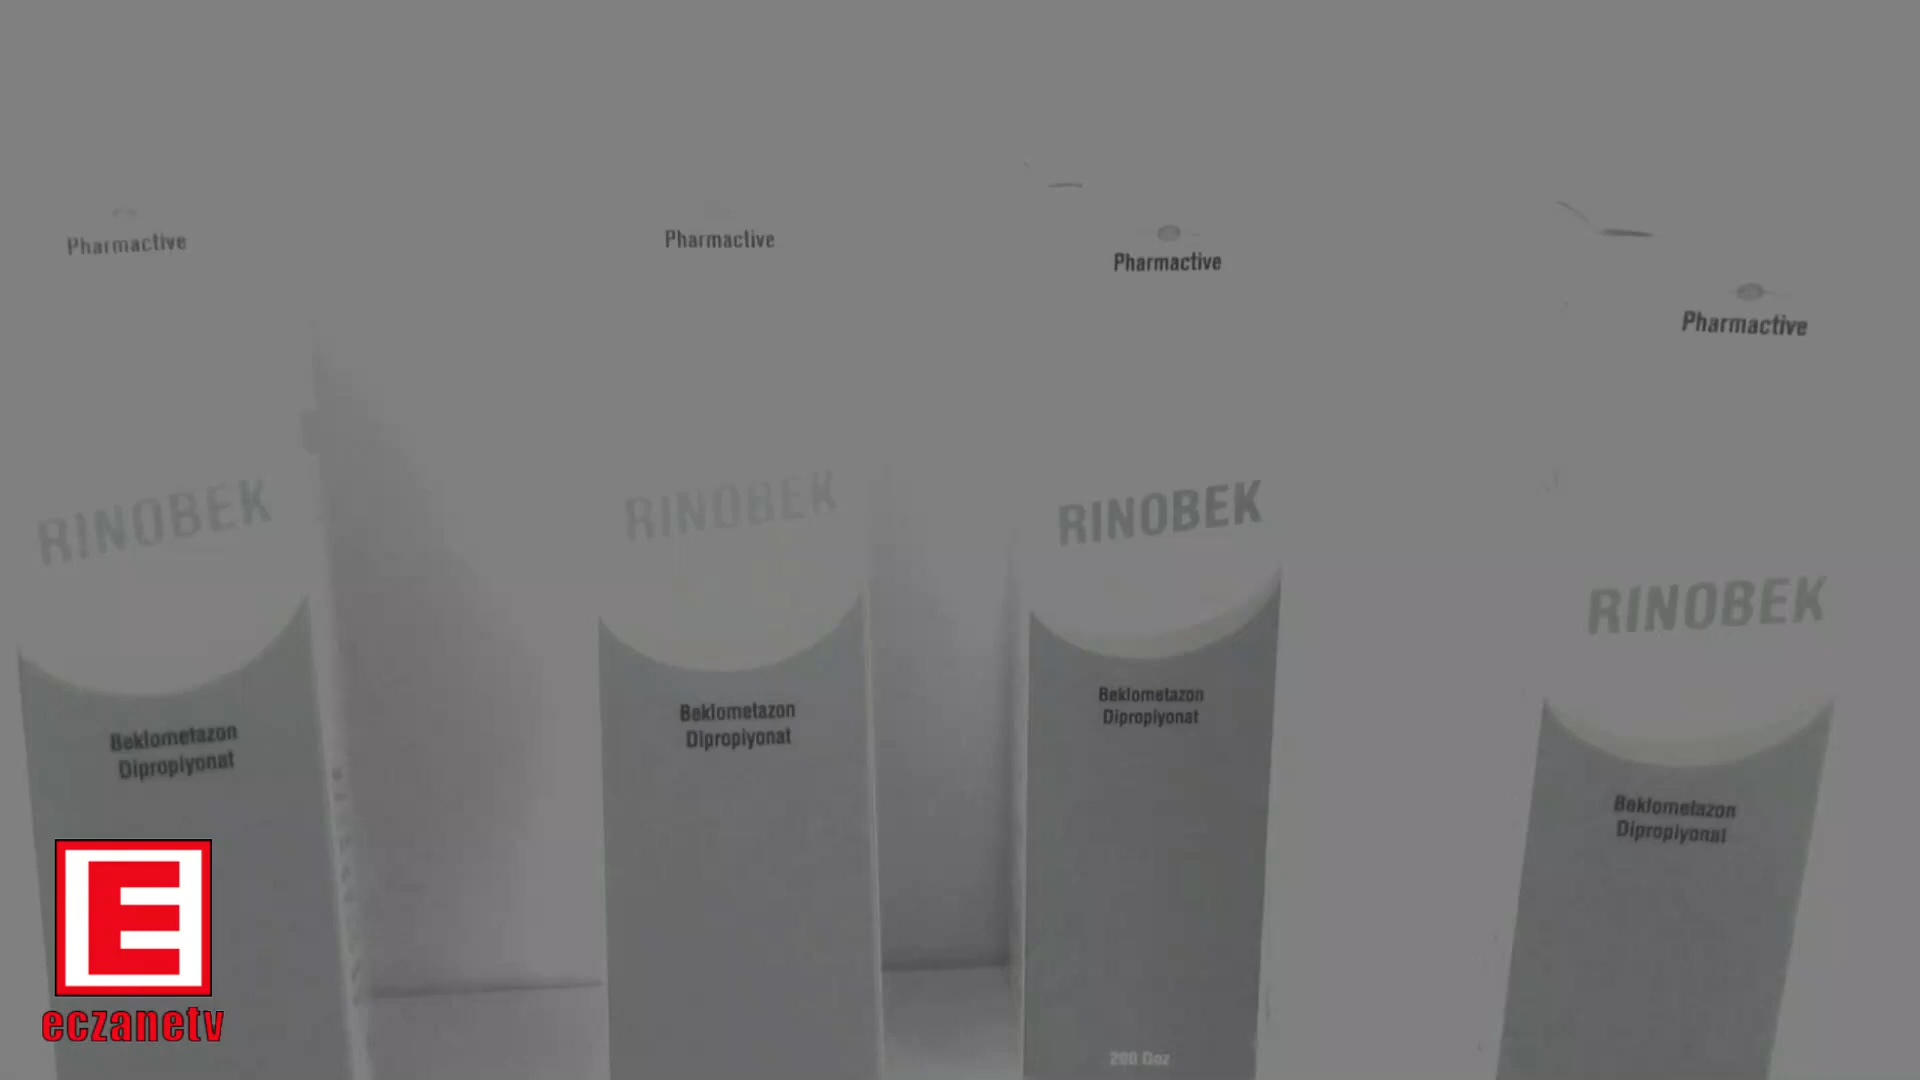 Pharmactive
RINOBEK
Beklometazon
Dipropiyonat
Pharmactive
RINOBEK
Beklometazon
Dipropiyonat
Pharmactive
RINOBEK
Beklometazon
Dipropiyonat
200 Doz
Pharmactive
RINOBEK
Beklometazon
Dipropiyonat
E
eczanetv